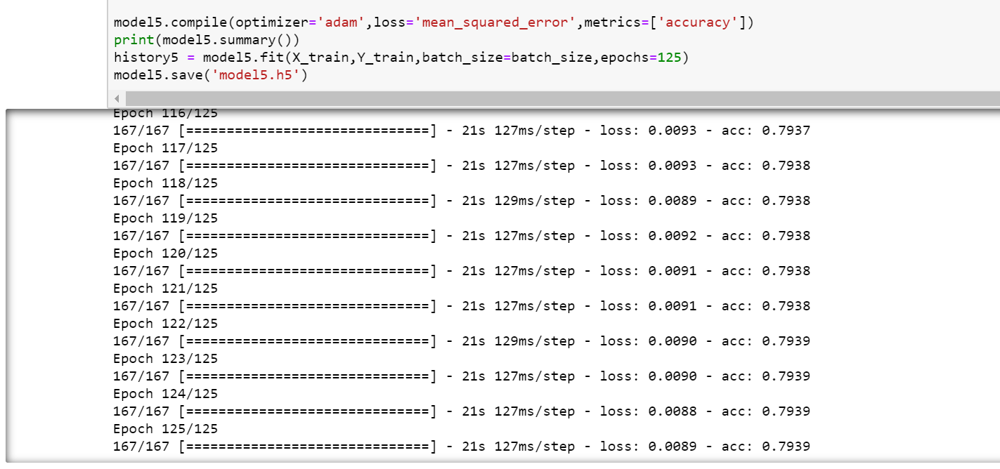 model5.compile(optimizer='adam',loss='mean_squared_error',metrics=['accuracy'])
print(model5.summary())
history5 = model5.fit(X_train,Y_train,batch_size=batch_size,epochs=125)
model5.save('model5.h5')
Epoch 116/125
167/167 [==============================] - 21s 127ms/step - loss: 0.0093 - acc: 0.7937
Epoch 117/125
167/167 [==============================] - 21s 127ms/step - loss: 0.0093 - acc: 0.7938
Epoch 118/125
167/167 [==============================] - 21s 129ms/step - loss: 0.0089 - acc: 0.7938
Epoch 119/125
167/167 [==============================] - 21s 127ms/step - loss: 0.0092 - acc: 0.7938
Epoch 120/125
167/167 [==============================] - 21s 127ms/step - loss: 0.0091 - acc: 0.7938
Epoch 121/125
167/167 [==============================] - 21s 127ms/step - loss: 0.0091 - acc: 0.7938
Epoch 122/125
167/167 [==============================] - 21s 129ms/step - loss: 0.0090 - acc: 0.7939
Epoch 123/125
167/167 [==============================] - 21s 127ms/step - loss: 0.0090 - acc: 0.7939
Epoch 124/125
167/167 [==============================] - 21s 127ms/step - loss: 0.0088 - acc: 0.7939
Epoch 125/125
167/167 [==============================] - 21s 127ms/step - loss: 0.0089 - acc: 0.7939